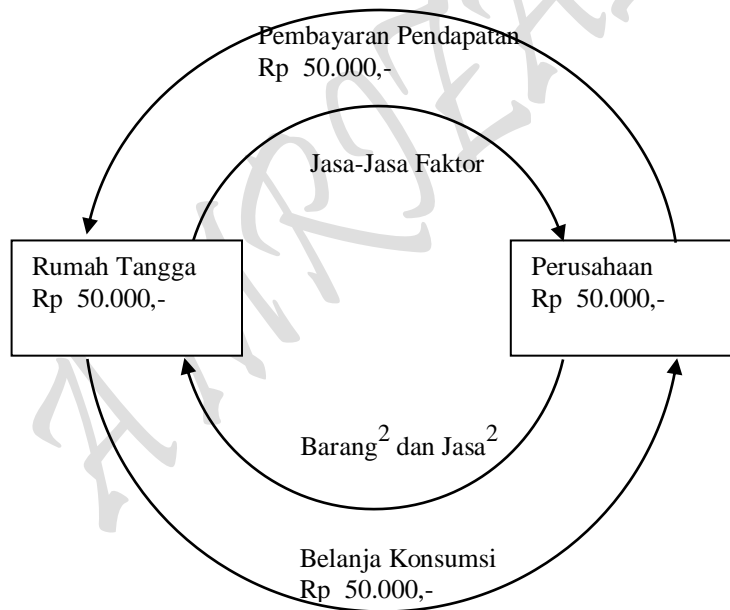 Pembayaran Pendapatan
Rp 50.000,-
Jasa-Jasa Faktor
Rumah Tangga
Rp 50.000,-
Perusahaan
Rp 50.000,-
Barang² dan Jasa²
Belanja Konsumsi
Rp 50.000,-